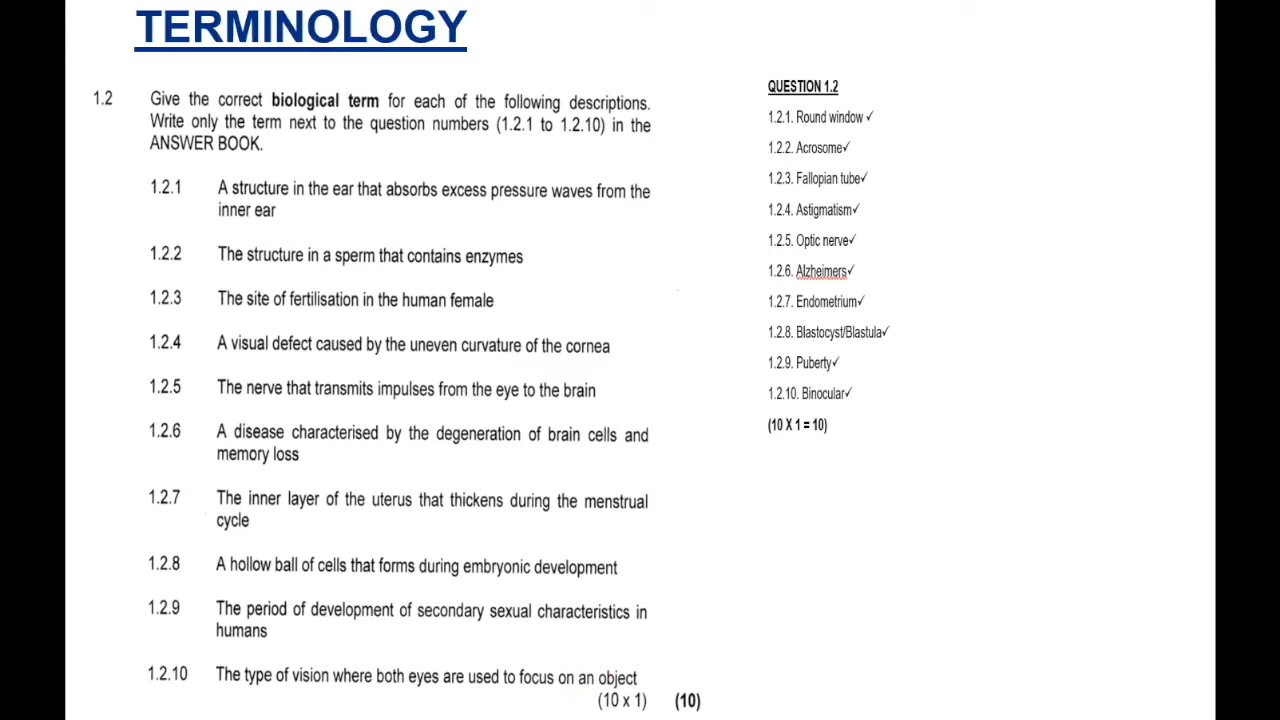 TERMINOLOGY
1.2 Give the correct biological term for each of the following descriptions.
Write only the term next to the question numbers (1.2.1 to 1.2.10) in the
ANSWER BOOK.
1.2.1 A structure in the ear that absorbs excess pressure waves from the
inner ear
1.2.2 The structure in a sperm that contains enzymes
1.2.3 The site of fertilisation in the human female
1.2.4 A visual defect caused by the uneven curvature of the cornea
1.2.5 The nerve that transmits impulses from the eye to the brain
1.2.6 A disease characterised by the degeneration of brain cells and
memory loss
1.2.7 The inner layer of the uterus that thickens during the menstrual
cycle
1.2.8 A hollow ball of cells that forms during embryonic development
1.2.9 The period of development of secondary sexual characteristics in
humans
1.2.10 The type of vision where both eyes are used to focus on an object
(10 x 1) (10)
QUESTION 1.2
1.2.1. Round window ✓
1.2.2. Acrosome✓
1.2.3. Fallopian tube✓
1.2.4. Astigmatism✓
1.2.5. Optic nerve✓
1.2.6. Alzheimers✓
1.2.7. Endometrium✓
1.2.8. Blastocyst/Blastula✓
1.2.9. Puberty✓
1.2.10. Binocular✓
(10 X 1 = 10)